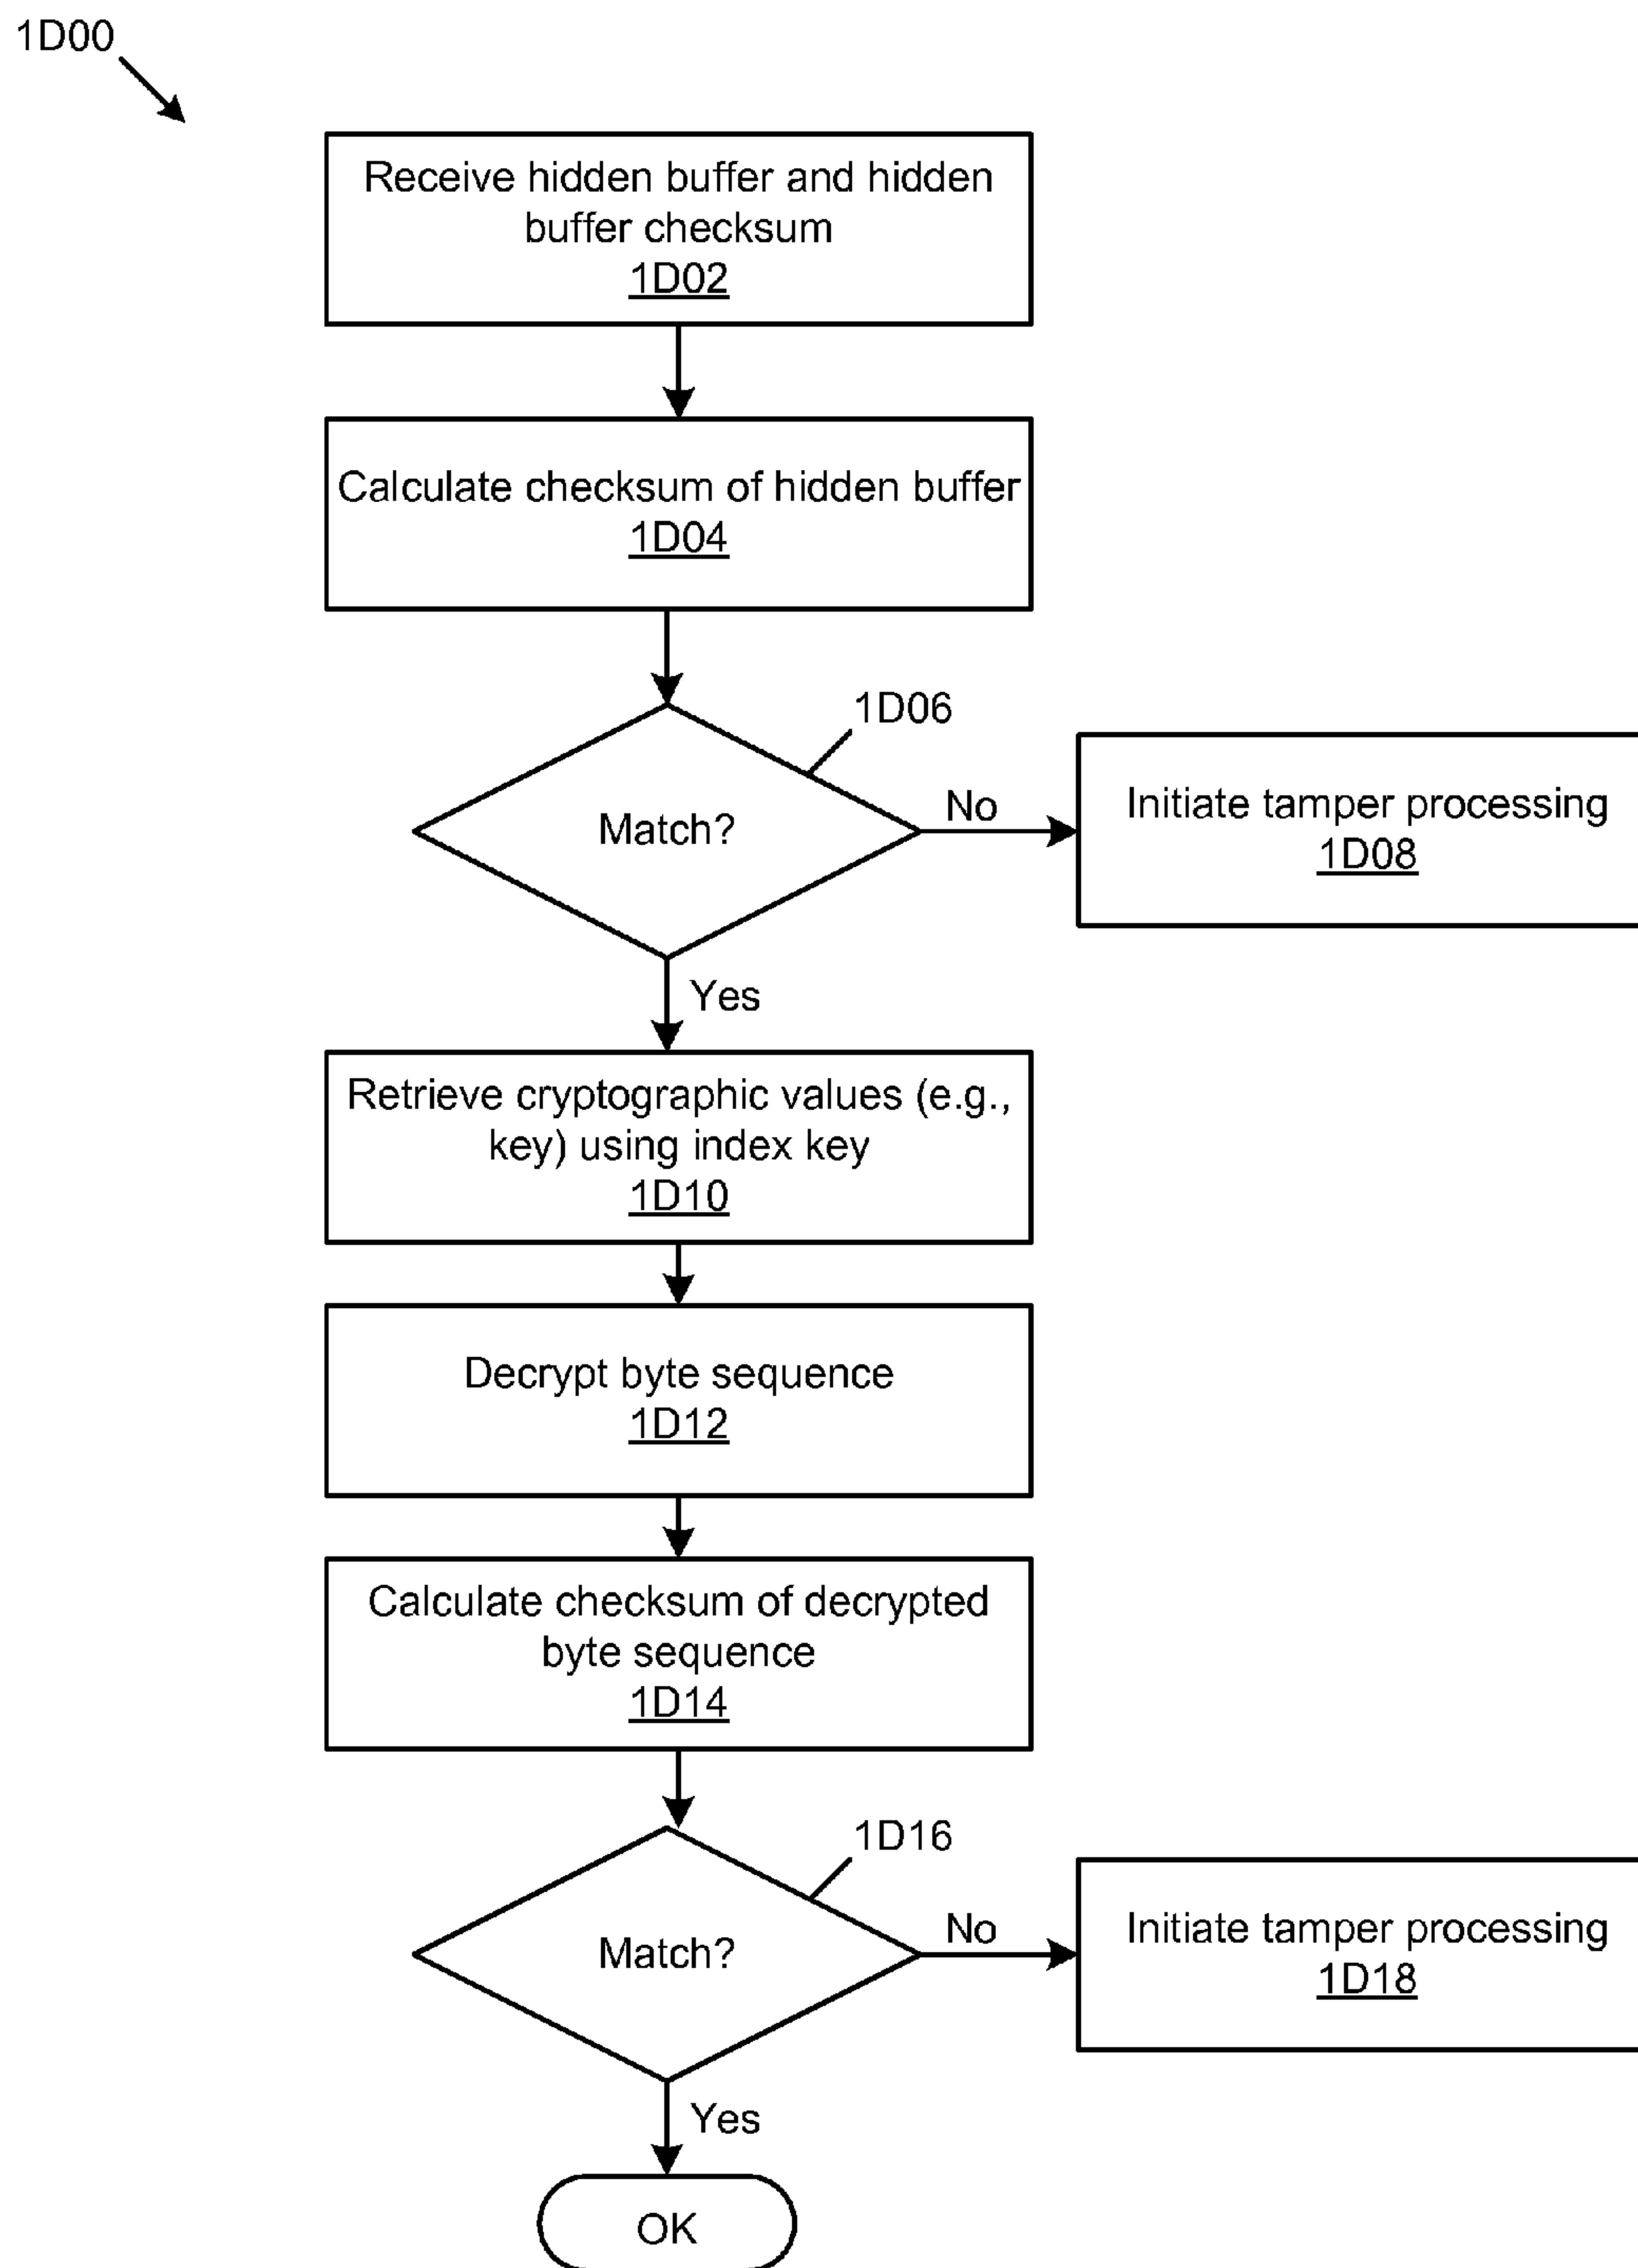 1D00
Receive hidden buffer and hidden
buffer checksum
1D02
Calculate checksum of hidden buffer
1D04
1D06
Match?
No
Initiate tamper processing
1D08
Yes
Retrieve cryptographic values (e.g.,
key) using index key
1D10
Decrypt byte sequence
1D12
Calculate checksum of decrypted
byte sequence
1D14
1D16
Match?
No
Initiate tamper processing
1D18
Yes
OK